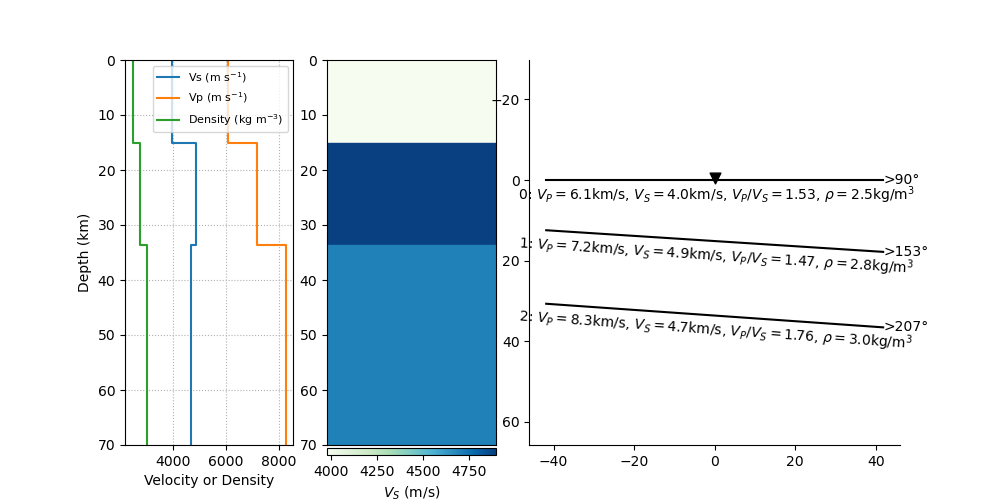 0
10
20
30
40
50
60
70
Depth (km)
4000 6000 8000
Velocity or Density
Vs (m s⁻¹)
Vp (m s⁻¹)
Density (kg m⁻³)
0
10
20
30
40
50
60
70
4000 4250 4500 4750
V_S (m/s)
−20
0
20
40
60
−40 −20 0 20 40
>90°
0: V_P = 6.1km/s, V_S = 4.0km/s, V_P/V_S = 1.53, ρ = 2.5kg/m³
>153°
1: V_P = 7.2km/s, V_S = 4.9km/s, V_P/V_S = 1.47, ρ = 2.8kg/m³
>207°
2: V_P = 8.3km/s, V_S = 4.7km/s, V_P/V_S = 1.76, ρ = 3.0kg/m³